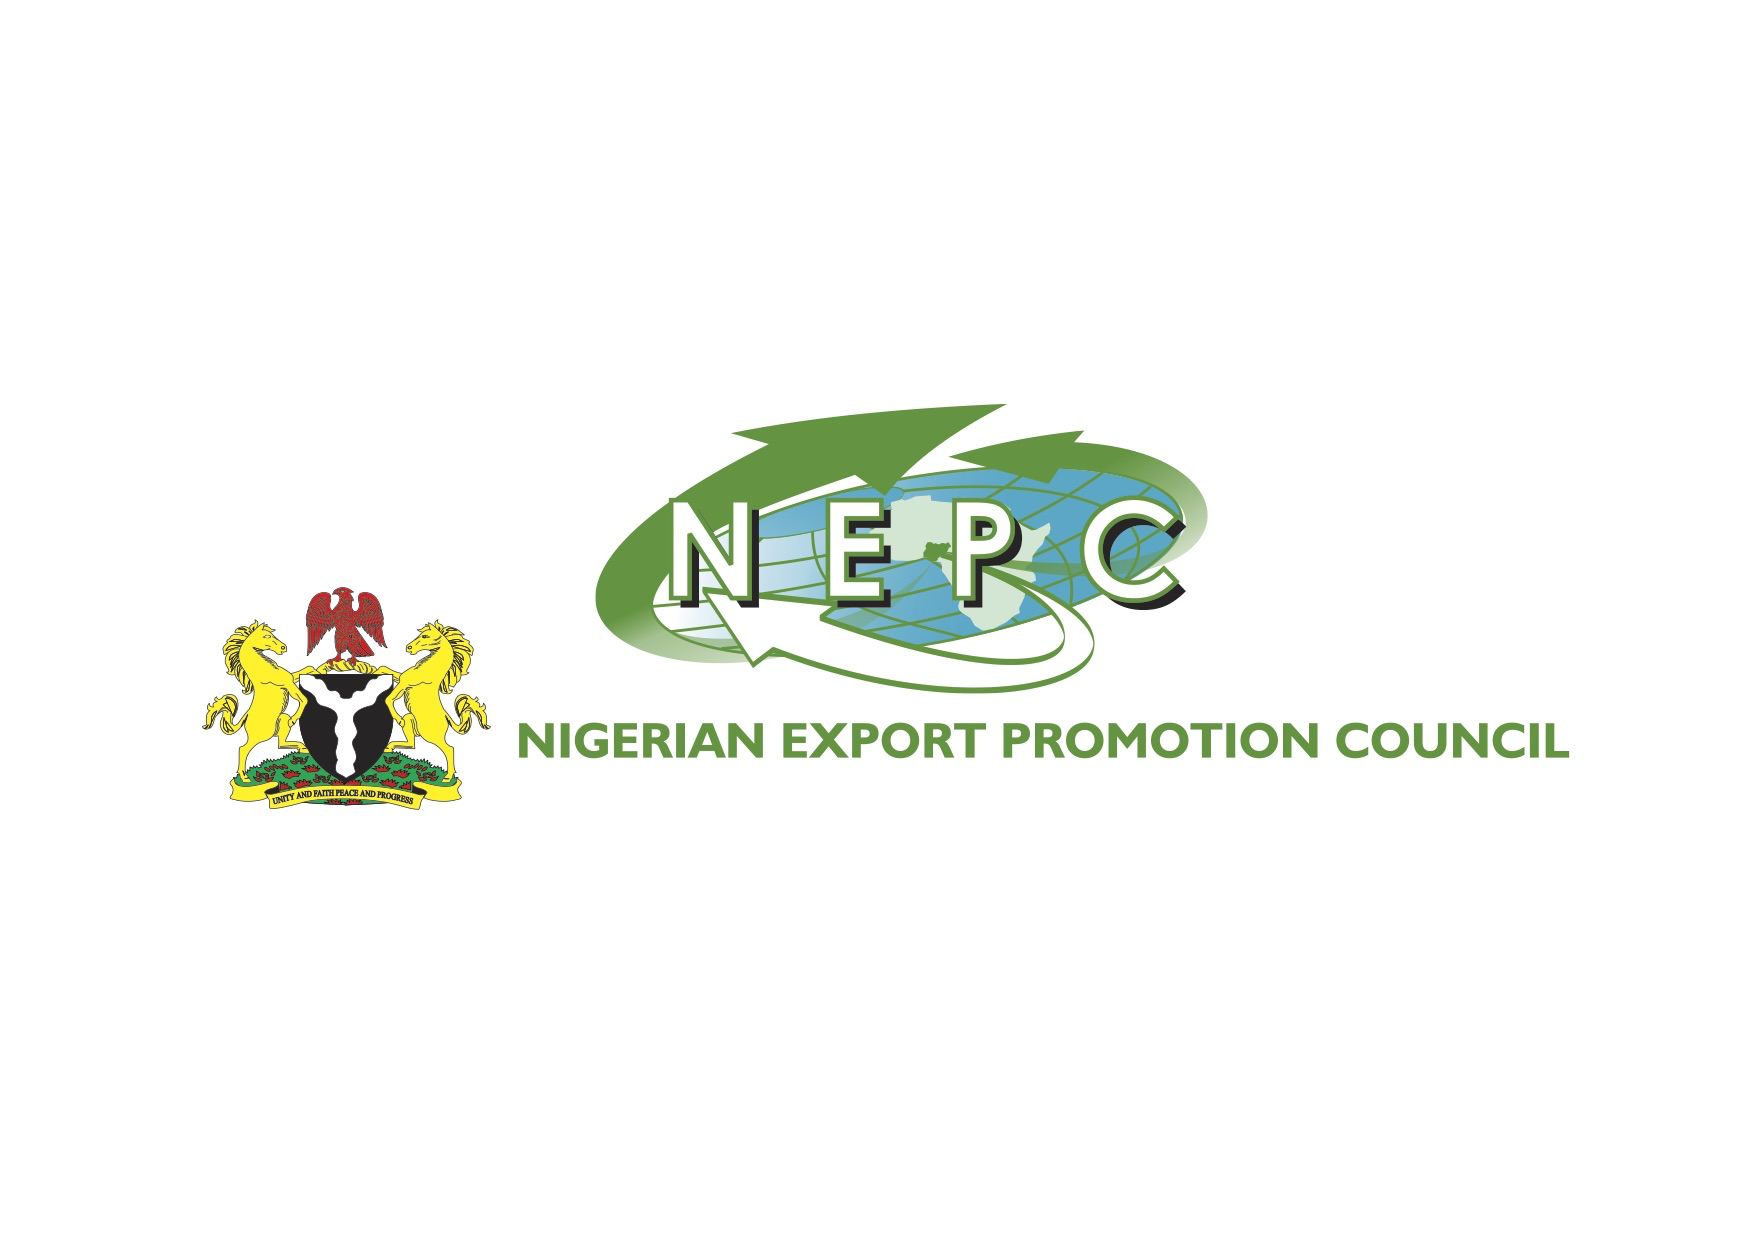 NEPC
NIGERIAN EXPORT PROMOTION COUNCIL
UNITY AND FAITH PEACE AND PROGRESS